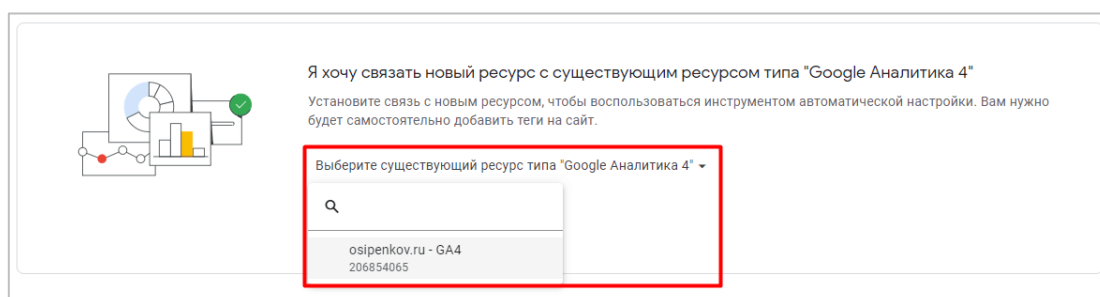 Я хочу связать новый ресурс с существующим ресурсом типа "Google Аналитика 4"
Установите связь с новым ресурсом, чтобы воспользоваться инструментом автоматической настройки. Вам нужно
будет самостоятельно добавить теги на сайт.
Выберите существующий ресурс типа "Google Аналитика 4"
osipenkov.ru - GA4
206854065